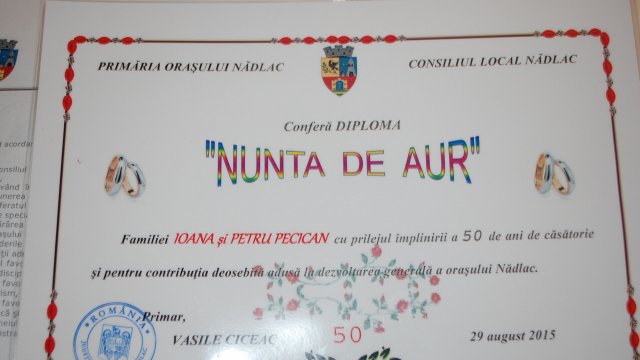 PRIMĂRIA ORAȘULUI NĂDLAC
CONSILIUL LOCAL NĂDLAC
Conferă DIPLOMA
"NUNTA DE AUR"
Familiei IOANA și PETRU PECICAN cu prilejul împlinirii a 50 de ani de căsătorie
și pentru contribuția deosebită adusă la dezvoltarea generală a orașului Nădlac.
Primar,
VASILE CICEAC
50
29 august 2015
ROMÂNIA